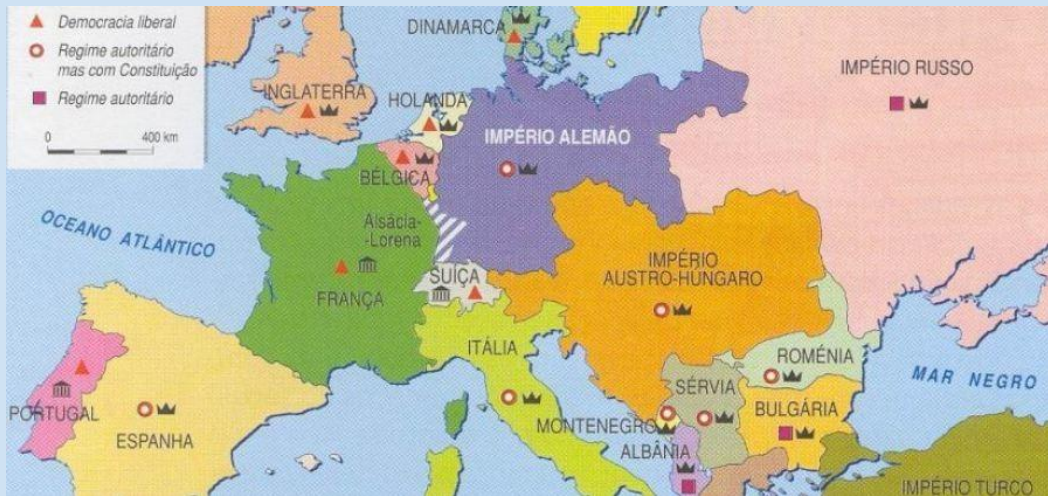 Democracia liberal
Regime autoritário
mas com Constituição
Regime autoritário
0 400 km
DINAMARCA
IMPÉRIO RUSSO
INGLATERRA
HOLANDA
IMPÉRIO ALEMÃO
BÉLGICA
OCEANO ATLÂNTICO
Alsácia-
-Lorena
SUÍÇA
FRANÇA
IMPÉRIO
AUSTRO-HÚNGARO
ITÁLIA
ROMÉNIA
MAR NEGRO
SÉRVIA
PORTUGAL
ESPANHA
MONTENEGRO
BULGÁRIA
ALBÂNIA
IMPÉRIO TURCO